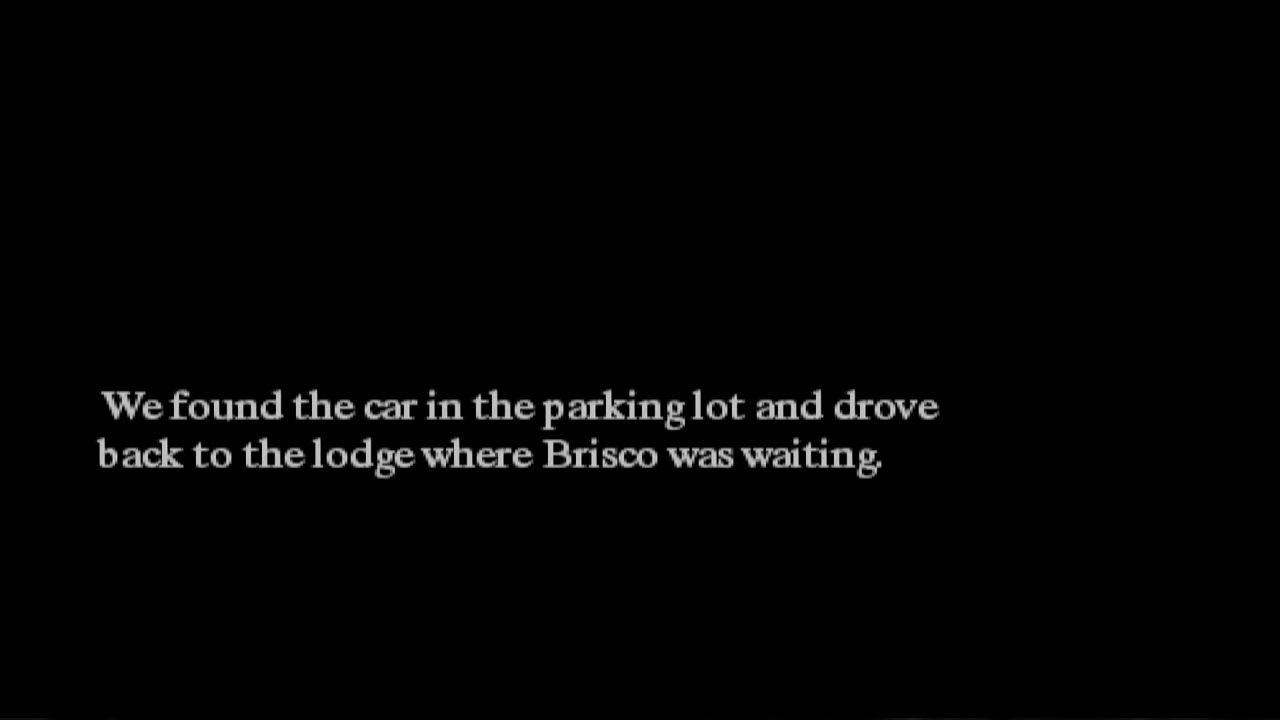 We found the car in the parking lot and drove
back to the lodge where Brisco was waiting.